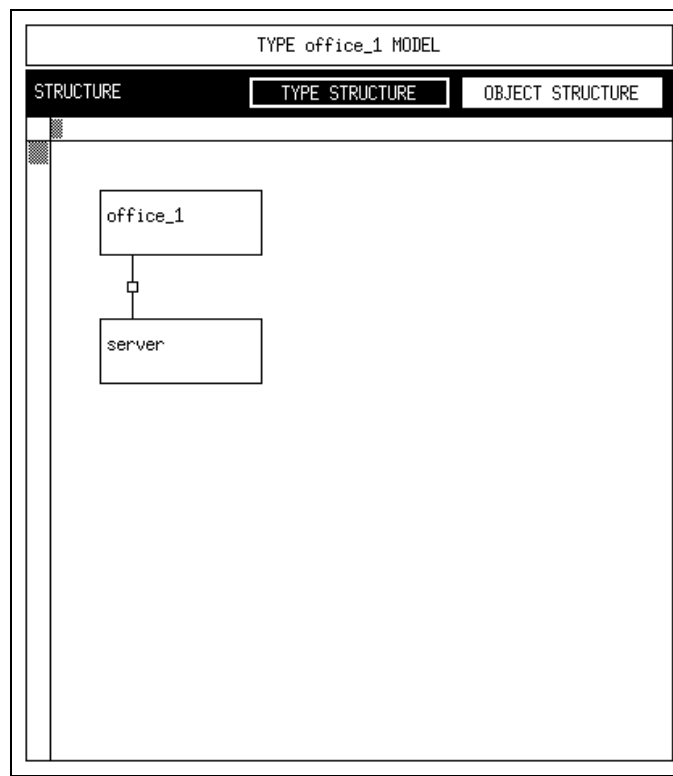 TYPE office_1 MODEL
STRUCTURE TYPE STRUCTURE OBJECT STRUCTURE
office_1
server